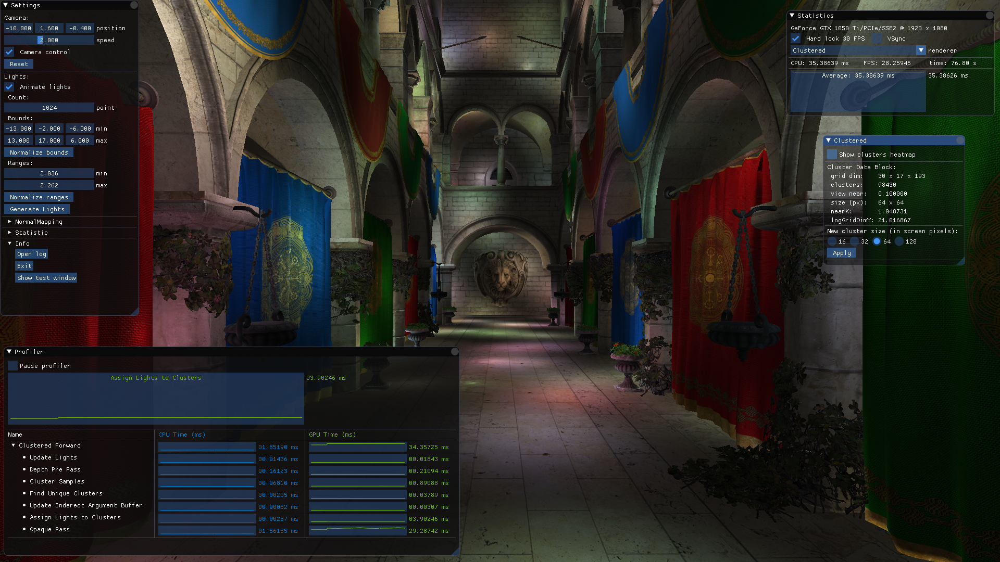 Settings
Camera:
-10.000 1.600 -0.400 position
2.000 speed
Camera control
Reset
Lights:
Animate lights
Count:
1024 point
Bounds:
-13.000 -2.000 -6.000 min
13.000 17.000 6.000 max
Normalize bounds
Ranges:
2.036 min
2.262 max
Normalize ranges
Generate Lights
NormalMapping
Statistic
Info
Open log
Exit
Show test window
Statistics
GeForce GTX 1050 Ti/PCIe/SSE2 @ 1920 x 1080
Hard lock 30 FPS VSync
Clustered renderer
CPU: 35.38639 ms FPS: 28.25945 time: 76.80 s
Average: 35.38639 ms 35.38626 ms
Clustered
Show clusters heatmap
Cluster Data Block:
grid dim: 30 x 17 x 193
clusters: 98430
view near: 0.100000
size (px): 64 x 64
nearK: 1.048731
logGridDimY: 21.016867
New cluster size (in screen pixels):
16 32 64 128
Apply
Profiler
Pause profiler
Assign Lights to Clusters 03.90246 ms
Name CPU Time (ms) GPU Time (ms)
Clustered Forward 01.85190 ms 34.35725 ms
Update Lights 00.01436 ms 00.01843 ms
Depth Pre Pass 00.16123 ms 00.21094 ms
Cluster Samples 00.06810 ms 00.89088 ms
Find Unique Clusters 00.00205 ms 00.03789 ms
Update Inderect Argument Buffer 00.00082 ms 00.00307 ms
Assign Lights to Clusters 00.00287 ms 03.90246 ms
Opaque Pass 01.56185 ms 29.28742 ms